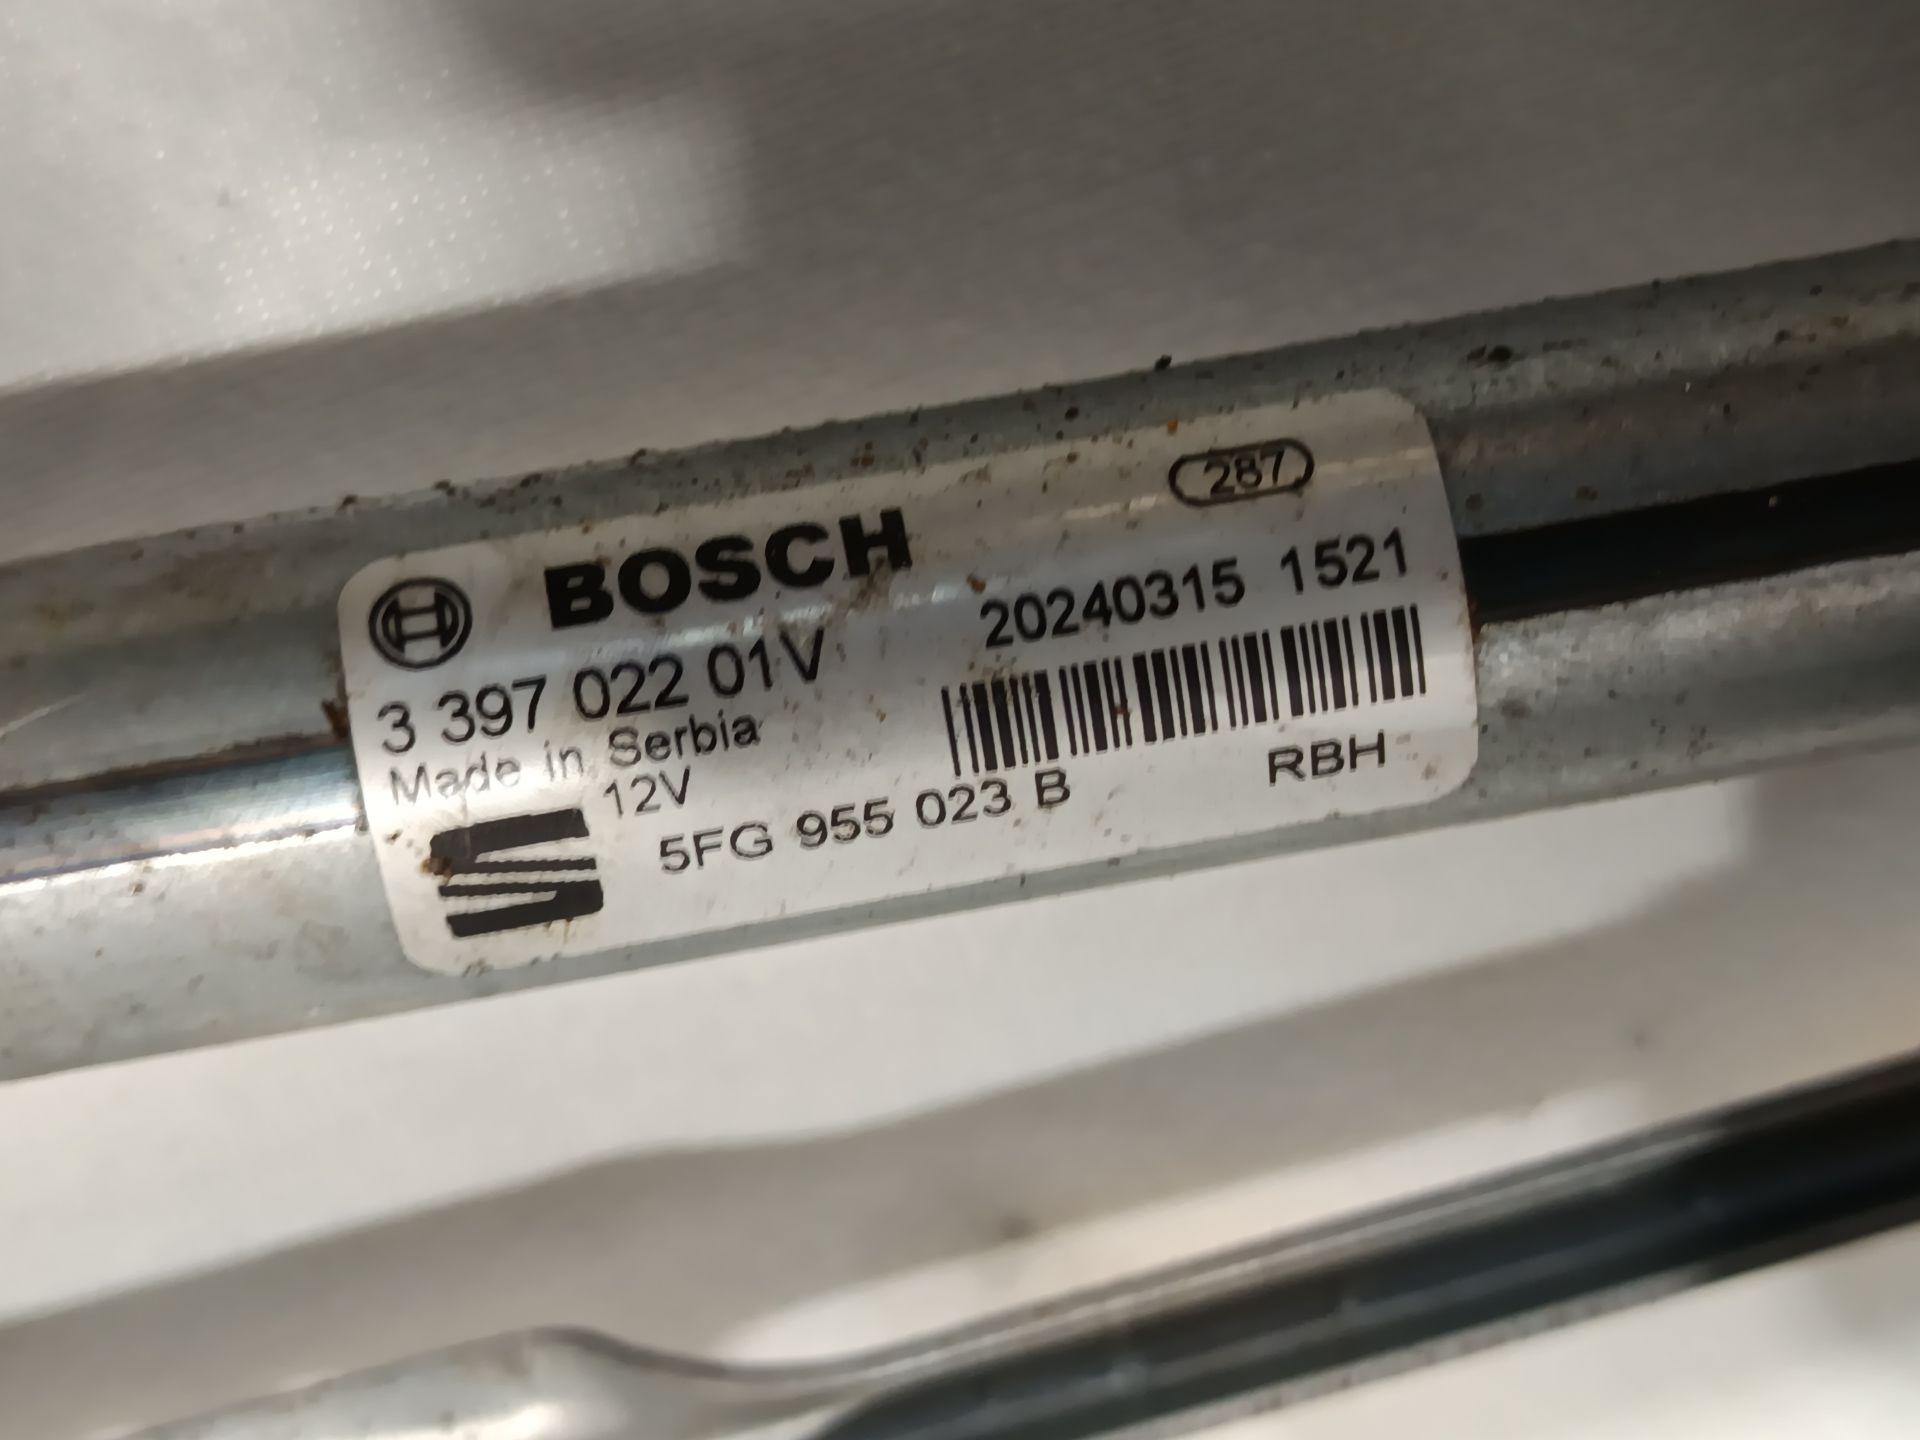 287
BOSCH
20240315 1521
3 397 022 01V
Made in Serbia
12V
5FG 955 023 B
RBH